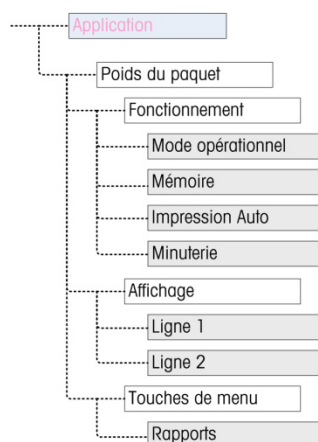 Application
Poids du paquet
Fonctionnement
Mode opérationnel
Mémoire
Impression Auto
Minuterie
Affichage
Ligne 1
Ligne 2
Touches de menu
Rapports